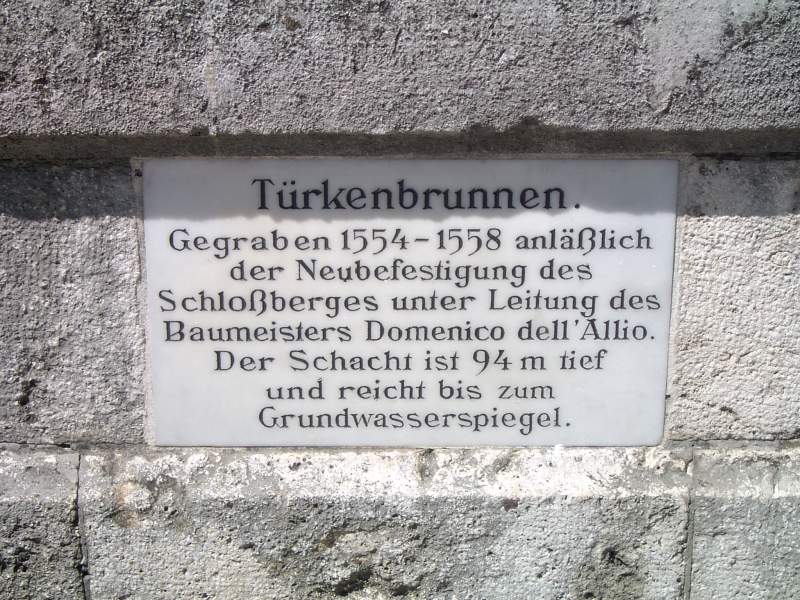 Türkenbrunnen.
Gegraben 1554-1558 anläßlich
der Neubefestigung des
Schloßberges unter Leitung des
Baumeisters Domenico dell'Allio.
Der Schacht ist 94 m tief
und reicht bis zum
Grundwasserspiegel.